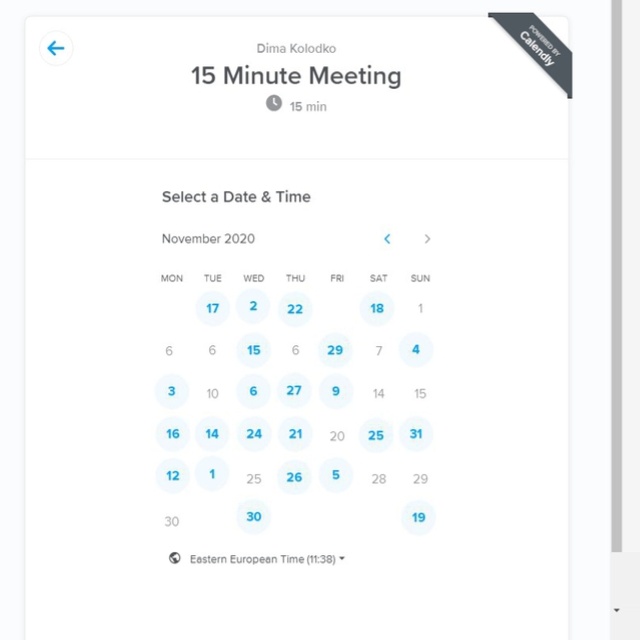 Dima Kolodko
15 Minute Meeting
15 min
POWERED BY
Calendly
Select a Date & Time
November 2020
MON TUE WED THU FRI SAT SUN
17 2 22 18 1
6 6 15 6 29 7 4
3 10 6 27 9 14 15
16 14 24 21 20 25 31
12 1 25 26 5 28 29
30 30 19
Eastern European Time (11:38)